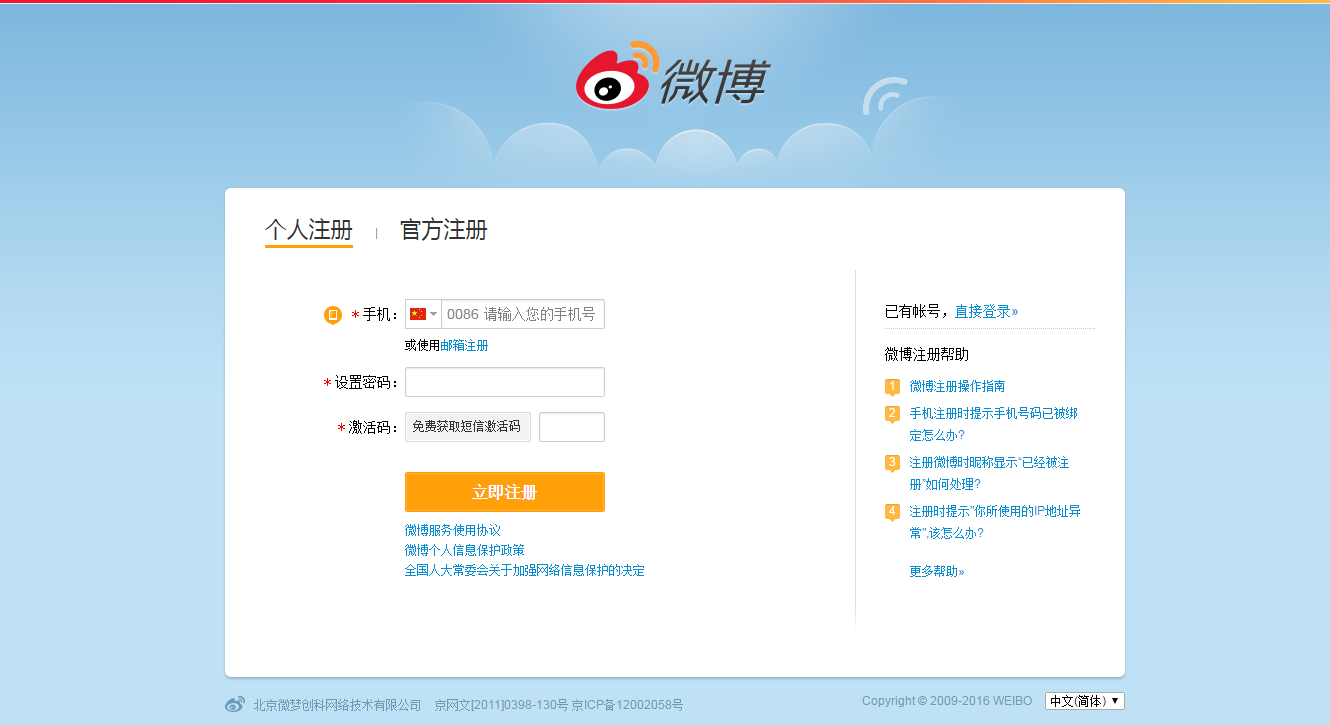 微博
个人注册 | 官方注册
*手机： 0086 请输入您的手机号
或使用邮箱注册
*设置密码：
*激活码： 免费获取短信激活码
立即注册
微博服务使用协议
微博个人信息保护政策
全国人大常委会关于加强网络信息保护的决定
已有帐号，直接登录»
微博注册帮助
1 微博注册操作指南
2 手机注册时提示手机号码已被绑
定怎么办?
3 注册微博时昵称显示“已经被注
册”如何处理?
4 注册时提示"你所使用的IP地址异
常",该怎么办?
更多帮助»
北京微梦创科网络技术有限公司 京网文[2011]0398-130号 京ICP备12002058号
Copyright © 2009-2016 WEIBO 中文(简体)